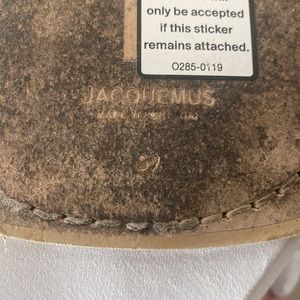 only be accepted
if this sticker
remains attached.
O285-0119
JACQUEMUS
37